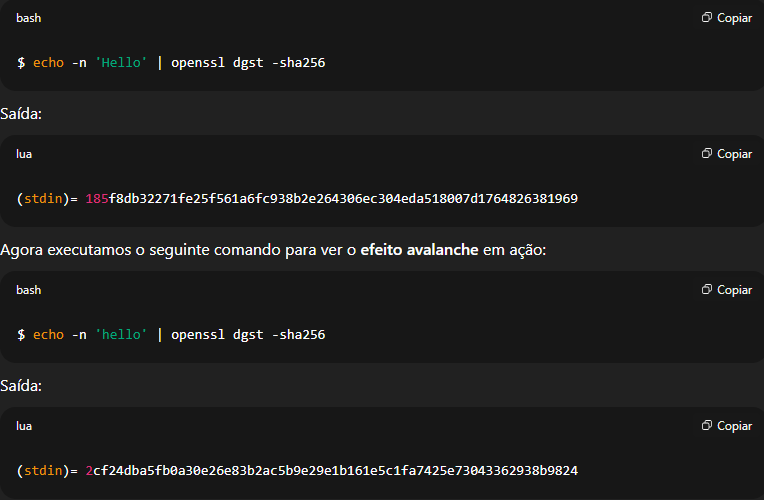 bash
Copiar
$ echo -n 'Hello' | openssl dgst -sha256
Saída:
lua
Copiar
(stdin)= 185f8db32271fe25f561a6fc938b2e264306ec304eda518007d1764826381969
Agora executamos o seguinte comando para ver o efeito avalanche em ação:
bash
Copiar
$ echo -n 'hello' | openssl dgst -sha256
Saída:
lua
Copiar
(stdin)= 2cf24dba5fb0a30e26e83b2ac5b9e29e1b161e5c1fa7425e73043362938b9824